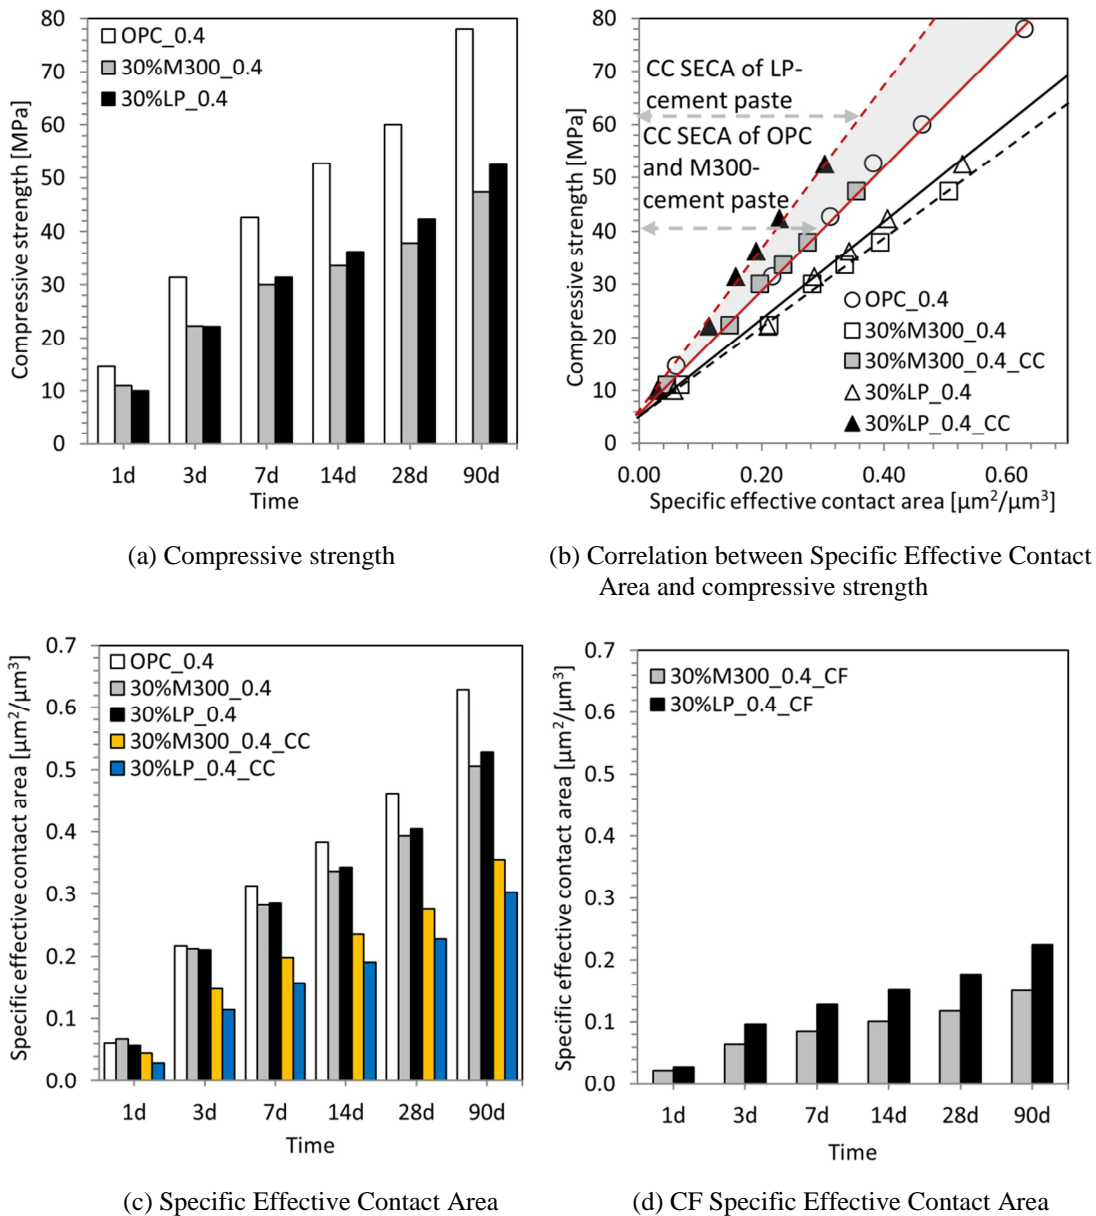 80
70
60
50
40
30
20
10
0
Compressive strength [MPa]
OPC_0.4
30%M300_0.4
30%LP_0.4
1d 3d 7d 14d 28d 90d
Time
(a) Compressive strength
80
70
60
50
40
30
20
10
0
Compressive strength [MPa]
CC SECA of LP-
cement paste
CC SECA of OPC
and M300-
cement paste
OPC_0.4
30%M300_0.4
30%M300_0.4_CC
30%LP_0.4
30%LP_0.4_CC
0.00 0.20 0.40 0.60
Specific effective contact area [µm²/µm³]
(b) Correlation between Specific Effective Contact
Area and compressive strength
0.7
0.6
0.5
0.4
0.3
0.2
0.1
0.0
Specific effective contact area [µm²/µm³]
OPC_0.4
30%M300_0.4
30%LP_0.4
30%M300_0.4_CC
30%LP_0.4_CC
1d 3d 7d 14d 28d 90d
Time
(c) Specific Effective Contact Area
0.7
0.6
0.5
0.4
0.3
0.2
0.1
0.0
Specific effective contact area [µm²/µm³]
30%M300_0.4_CF
30%LP_0.4_CF
1d 3d 7d 14d 28d 90d
Time
(d) CF Specific Effective Contact Area